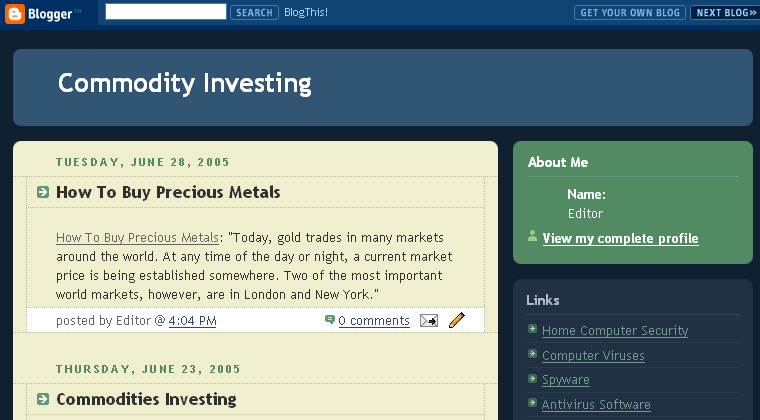 Blogger™ SEARCH BlogThis! GET YOUR OWN BLOG NEXT BLOG»
Commodity Investing
TUESDAY, JUNE 28, 2005
How To Buy Precious Metals
How To Buy Precious Metals: "Today, gold trades in many markets
around the world. At any time of the day or night, a current market
price is being established somewhere. Two of the most important
world markets, however, are in London and New York."
posted by Editor @ 4:04 PM 0 comments
THURSDAY, JUNE 23, 2005
Commodities Investing
About Me
Name:
Editor
View my complete profile
Links
Home Computer Security
Computer Viruses
Spyware
Antivirus Software